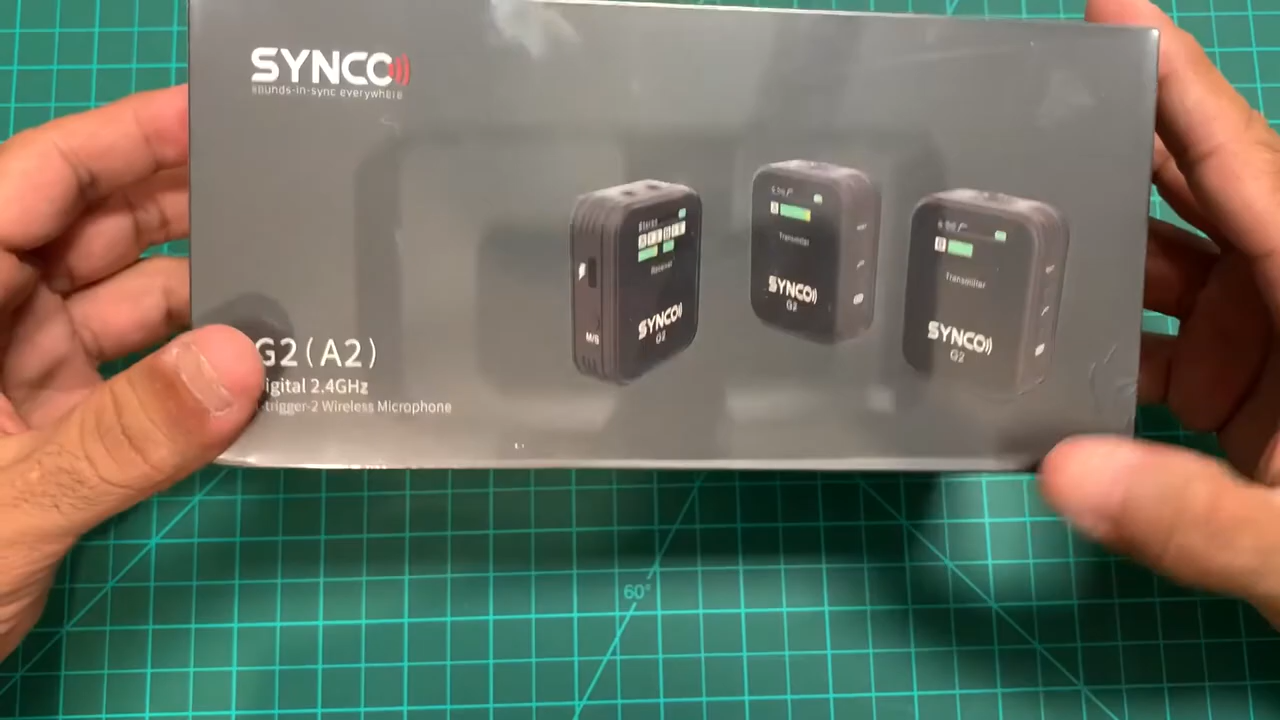 SYNCO
sounds-in-sync everywhere
Stereo
Receiver
SYNCO
G2
M/S
A
Transmitter
SYNCO
G2
B
Transmitter
SYNCO
G2
G2(A2)
igital 2.4GHz
-trigger-2 Wireless Microphone
60°